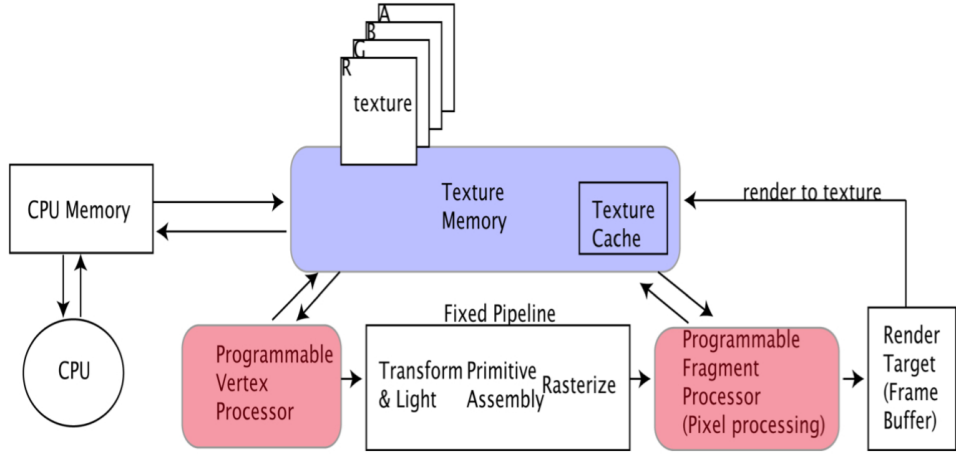 A
B
G
R
texture
Texture
Memory
Texture
Cache
CPU Memory
render to texture
CPU
Fixed Pipeline
Programmable
Vertex
Processor
Transform
& Light
Primitive
Assembly
Rasterize
Programmable
Fragment
Processor
(Pixel processing)
Render
Target
(Frame
Buffer)